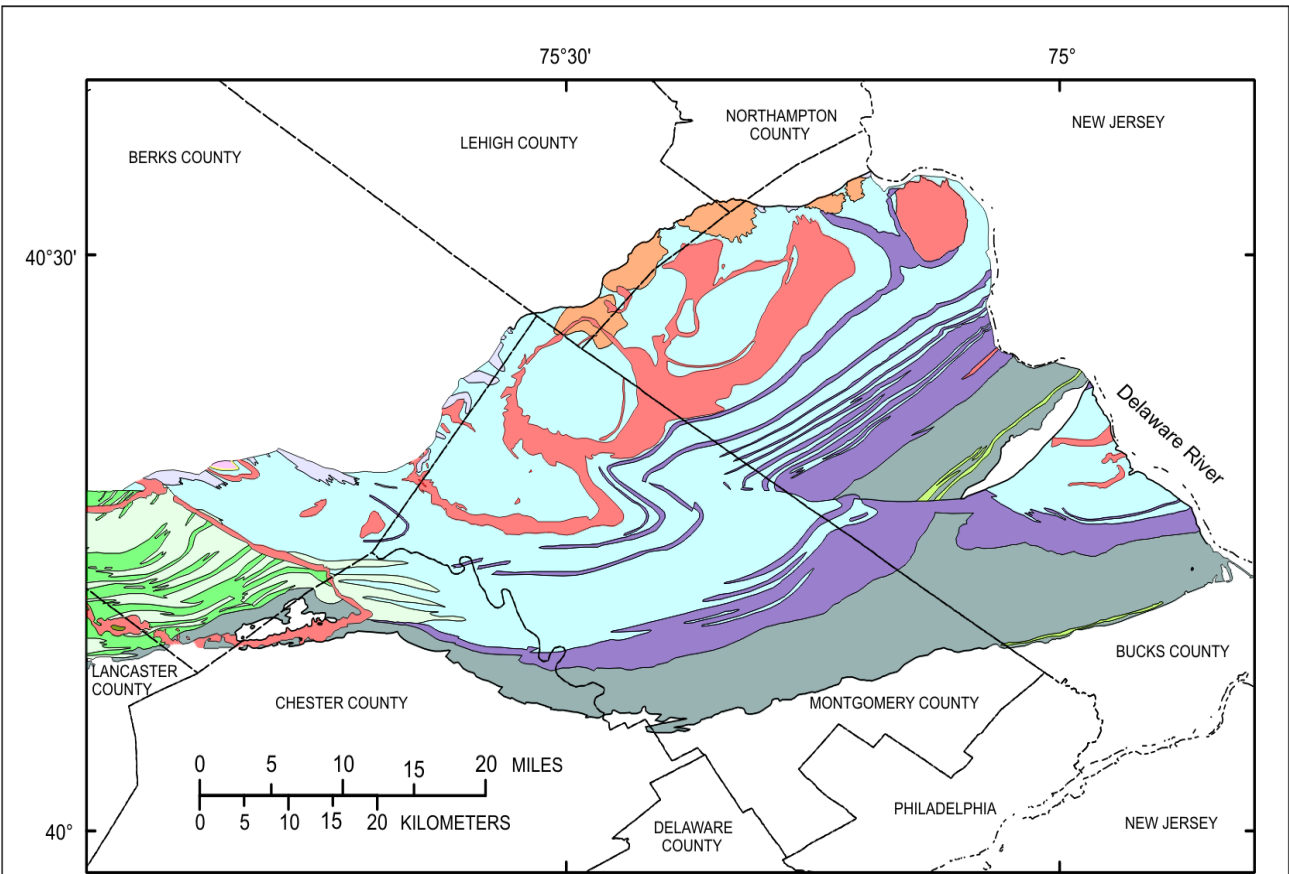 75°30'
75°
NORTHAMPTON
COUNTY
NEW JERSEY
LEHIGH COUNTY
BERKS COUNTY
40°30'
Delaware River
BUCKS COUNTY
LANCASTER
COUNTY
CHESTER COUNTY
MONTGOMERY COUNTY
0 5 10 15 20 MILES
0 5 10 15 20 KILOMETERS
PHILADELPHIA
NEW JERSEY
40°
DELAWARE
COUNTY